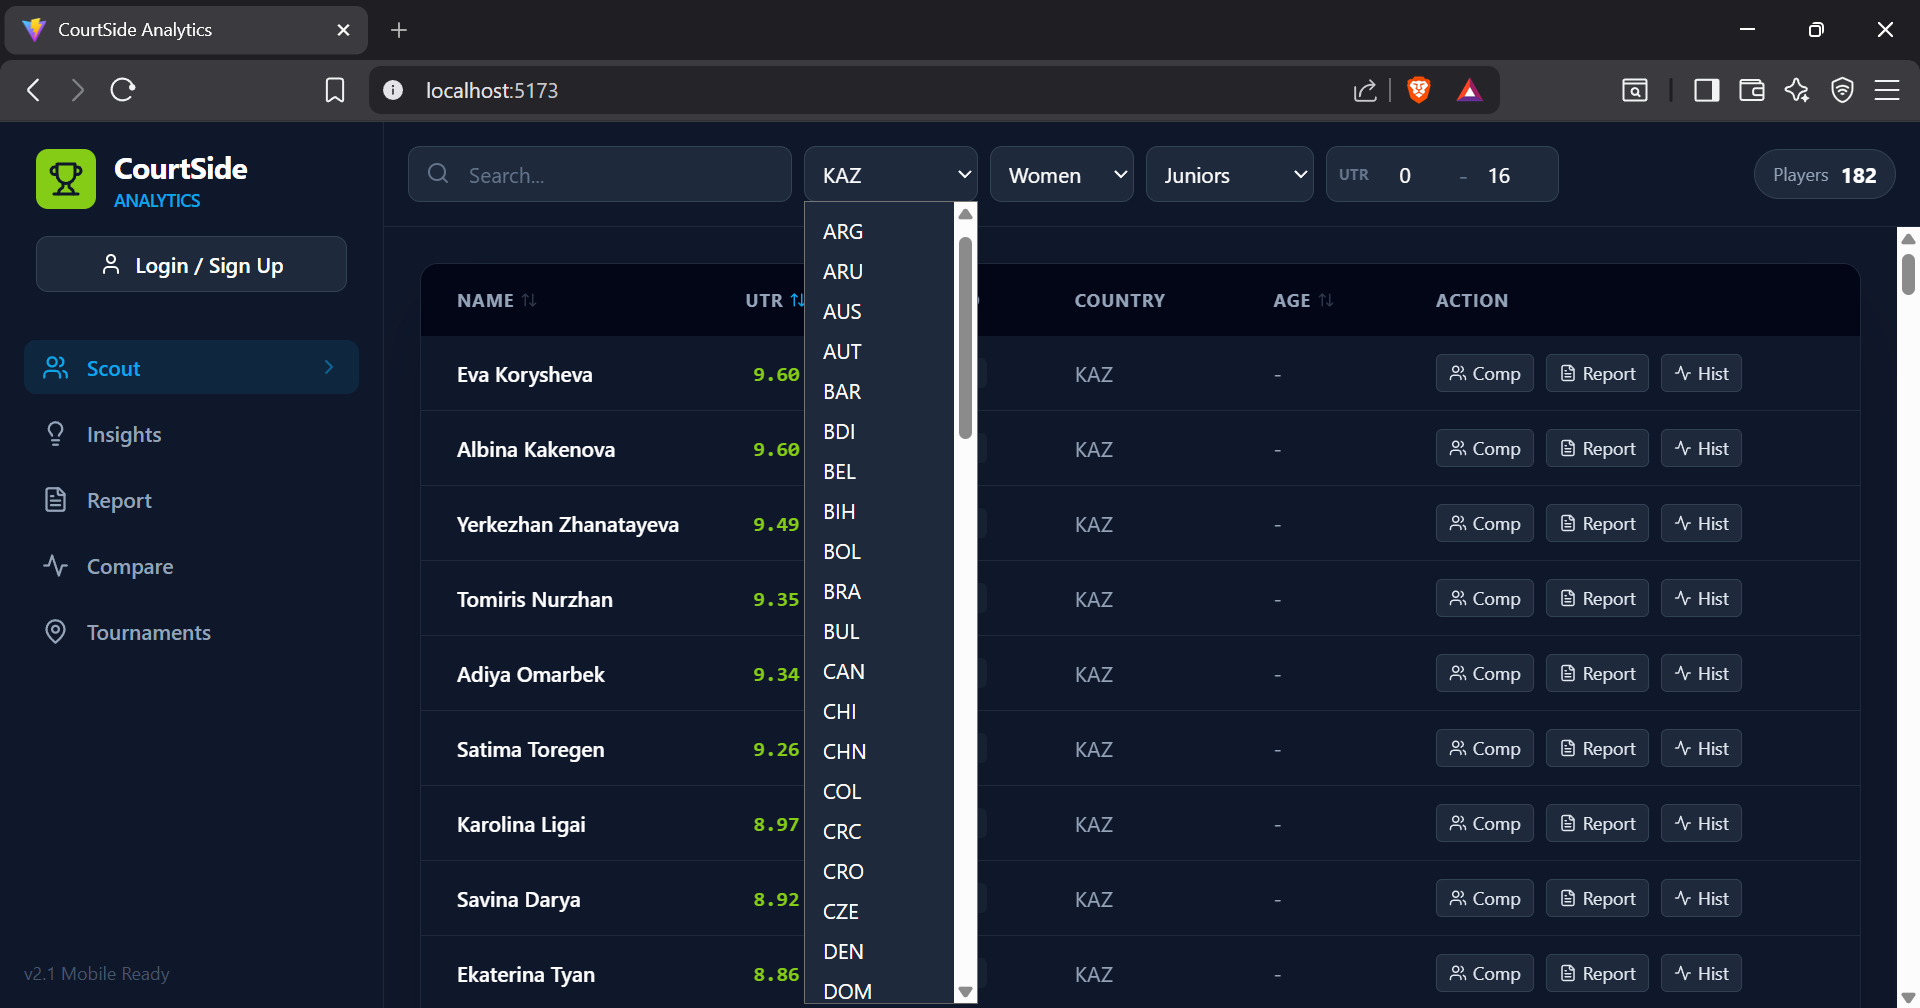 CourtSide Analytics
localhost:5173
CourtSide
ANALYTICS
Login / Sign Up
Scout
Insights
Report
Compare
Tournaments
v2.1 Mobile Ready
Search...
KAZ
Women
Juniors
UTR 0 - 16
Players 182
ARG
ARU
AUS
AUT
BAR
BDI
BEL
BIH
BOL
BRA
BUL
CAN
CHI
CHN
COL
CRC
CRO
CZE
DEN
DOM
NAME UTR COUNTRY AGE ACTION
Eva Korysheva 9.60 KAZ - Comp Report Hist
Albina Kakenova 9.60 KAZ - Comp Report Hist
Yerkezhan Zhanatayeva 9.49 KAZ - Comp Report Hist
Tomiris Nurzhan 9.35 KAZ - Comp Report Hist
Adiya Omarbek 9.34 KAZ - Comp Report Hist
Satima Toregen 9.26 KAZ - Comp Report Hist
Karolina Ligai 8.97 KAZ - Comp Report Hist
Savina Darya 8.92 KAZ - Comp Report Hist
Ekaterina Tyan 8.86 KAZ - Comp Report Hist